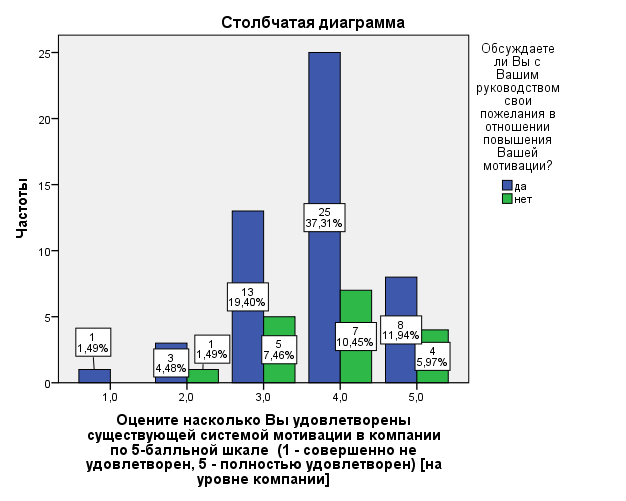 Столбчатая диаграмма
Обсуждаете
ли Вы с
Вашим
руководством
свои
пожелания в
отношении
повышения
Вашей
мотивации?
да
нет
Частоты
25
20
15
10
5
0
1
1,49%
3
4,48%
1
1,49%
13
19,40%
5
7,46%
25
37,31%
7
10,45%
8
11,94%
4
5,97%
1,0
2,0
3,0
4,0
5,0
Оцените насколько Вы удовлетворены
существующей системой мотивации в компании
по 5-балльной шкале (1 - совершенно не
удовлетворен, 5 - полностью удовлетворен) [на
уровне компании]